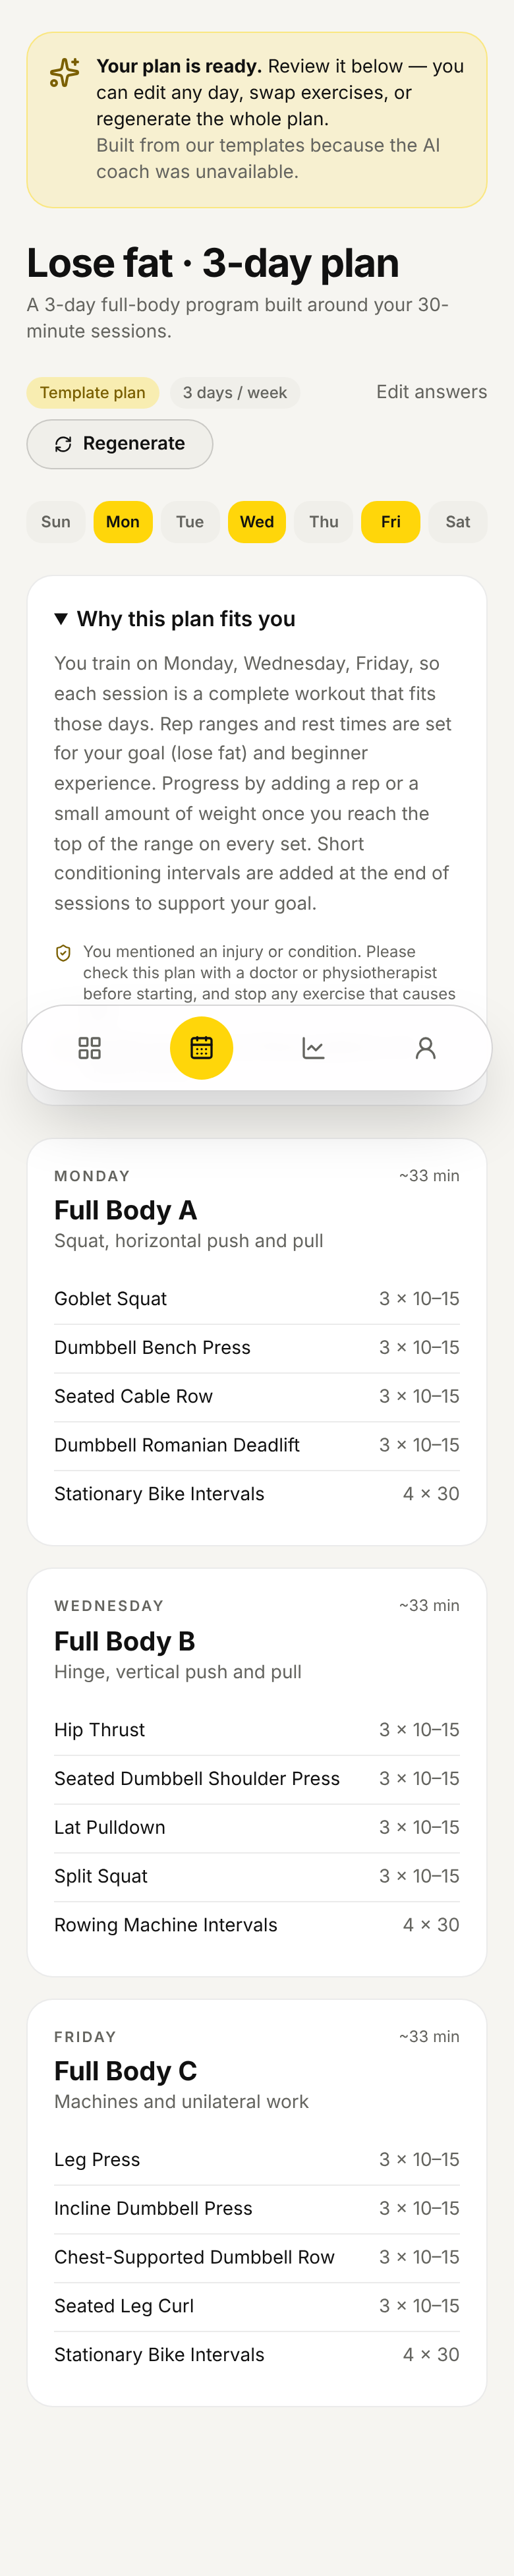 Your plan is ready. Review it below — you
can edit any day, swap exercises, or
regenerate the whole plan.
Built from our templates because the AI
coach was unavailable.
Lose fat · 3-day plan
A 3-day full-body program built around your 30-
minute sessions.
Template plan
3 days / week
Edit answers
Regenerate
Sun Mon Tue Wed Thu Fri Sat
▼ Why this plan fits you
You train on Monday, Wednesday, Friday, so
each session is a complete workout that fits
those days. Rep ranges and rest times are set
for your goal (lose fat) and beginner
experience. Progress by adding a rep or a
small amount of weight once you reach the
top of the range on every set. Short
conditioning intervals are added at the end of
sessions to support your goal.
You mentioned an injury or condition. Please
check this plan with a doctor or physiotherapist
before starting, and stop any exercise that causes
MONDAY ~33 min
Full Body A
Squat, horizontal push and pull
Goblet Squat 3 × 10–15
Dumbbell Bench Press 3 × 10–15
Seated Cable Row 3 × 10–15
Dumbbell Romanian Deadlift 3 × 10–15
Stationary Bike Intervals 4 × 30
WEDNESDAY ~33 min
Full Body B
Hinge, vertical push and pull
Hip Thrust 3 × 10–15
Seated Dumbbell Shoulder Press 3 × 10–15
Lat Pulldown 3 × 10–15
Split Squat 3 × 10–15
Rowing Machine Intervals 4 × 30
FRIDAY ~33 min
Full Body C
Machines and unilateral work
Leg Press 3 × 10–15
Incline Dumbbell Press 3 × 10–15
Chest-Supported Dumbbell Row 3 × 10–15
Seated Leg Curl 3 × 10–15
Stationary Bike Intervals 4 × 30